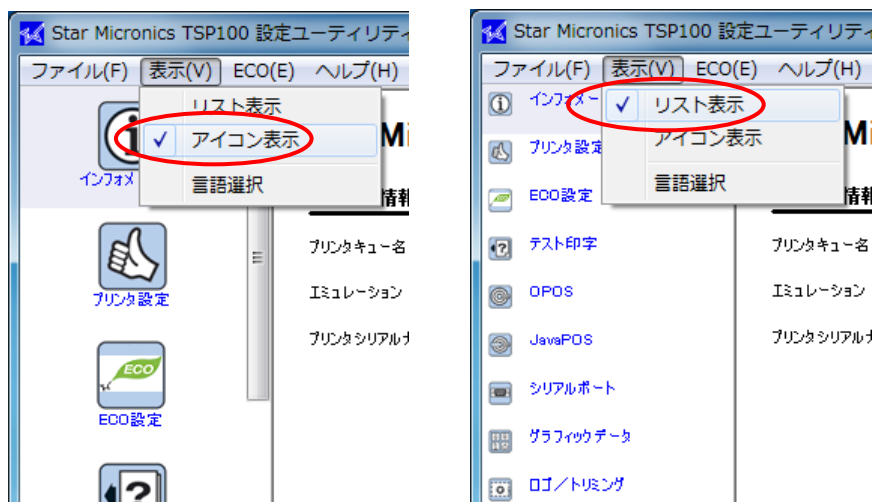 Star Micronics TSP100 設定ユーティリティ
ファイル(F) 表示(V) ECO(E) ヘルプ(H)
リスト表示
✓ アイコン表示
言語選択
Mi
インフォメ
情報
プリンタキュー名
エミュレーション
プリンタシリアルナ
プリンタ設定
ECO
ECO設定
Star Micronics TSP100 設定ユーティリティ
ファイル(F) 表示(V) ECO(E) ヘルプ(H)
インフォメー
✓ リスト表示
アイコン表示
言語選択
Mi
プリンタ設定
ECO設定
情報
テスト印字
プリンタキュー名
OPOS
エミュレーション
JavaPOS
プリンタシリアルナ
シリアルポート
グラフィックデータ
ロゴ/トリミング